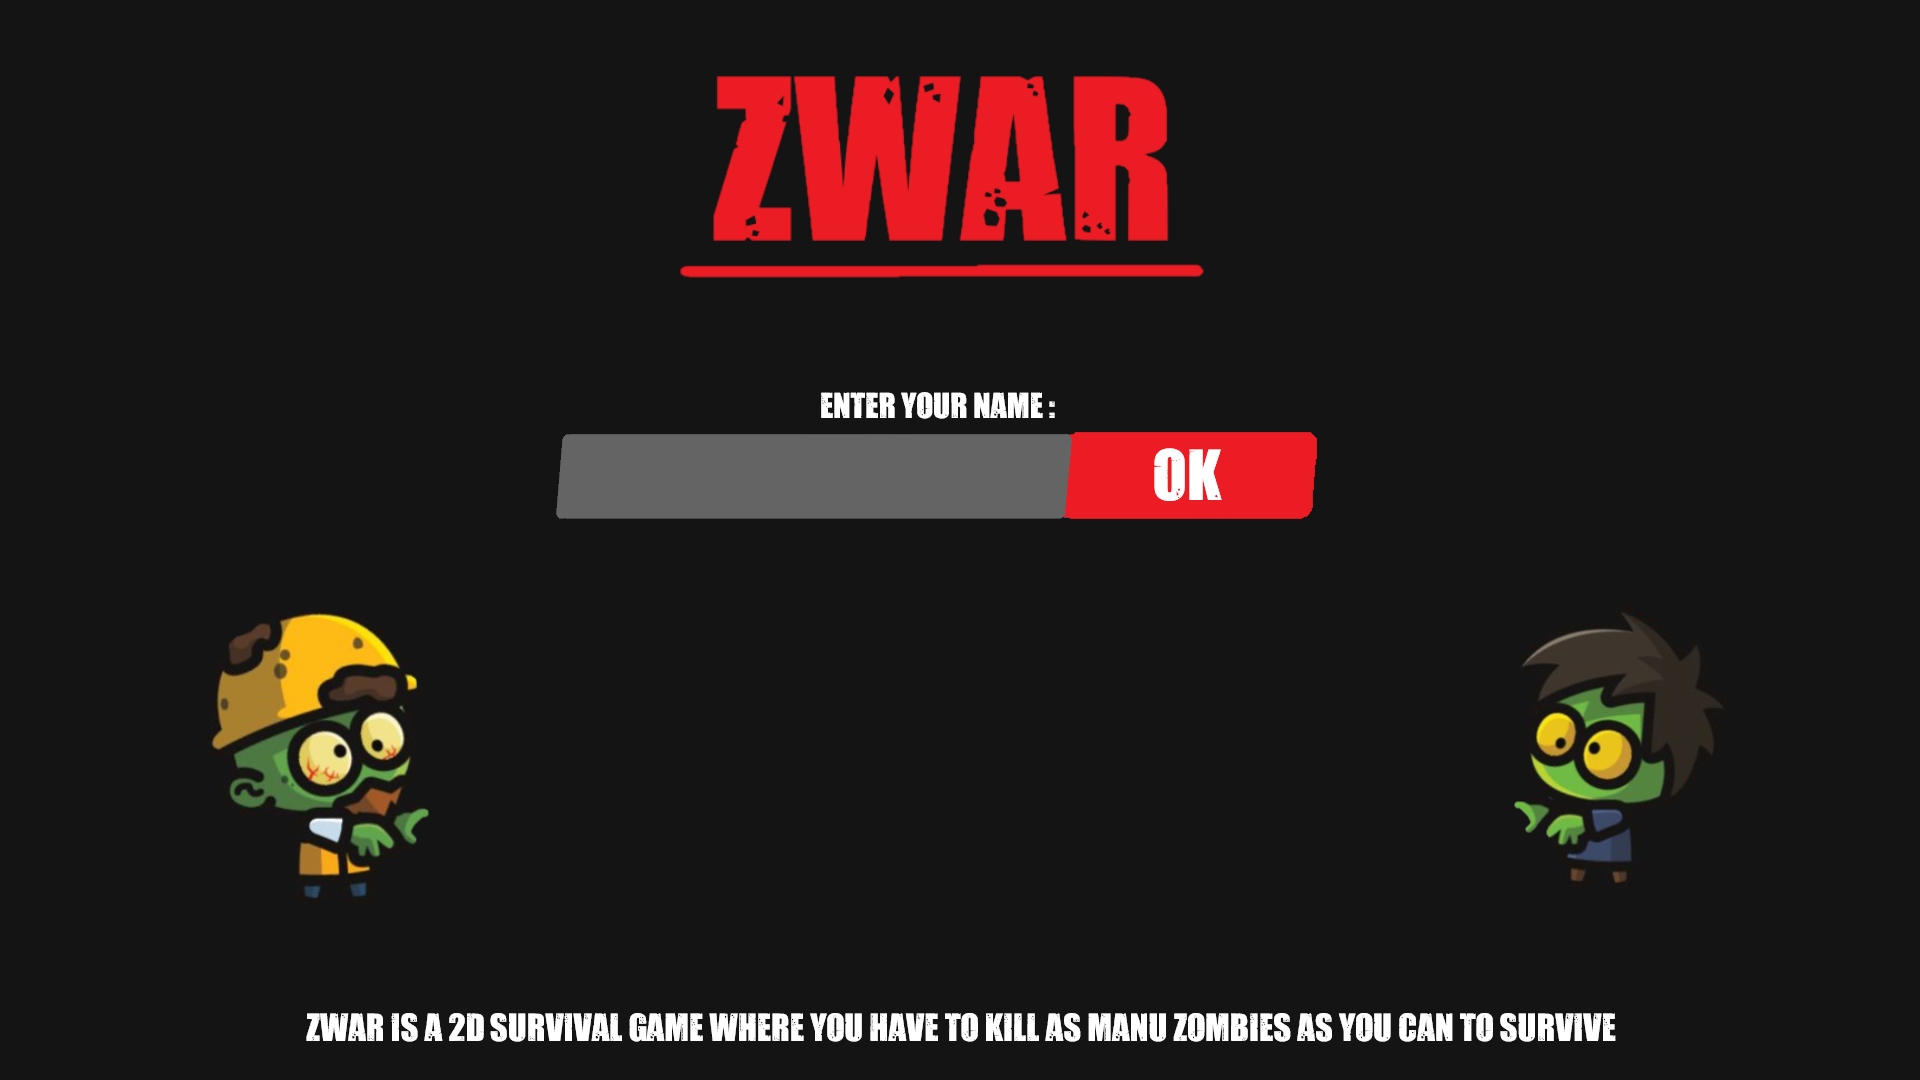 ZWAR
ENTER YOUR NAME :
OK
ZWAR IS A 2D SURVIVAL GAME WHERE YOU HAVE TO KILL AS MANU ZOMBIES AS YOU CAN TO SURVIVE